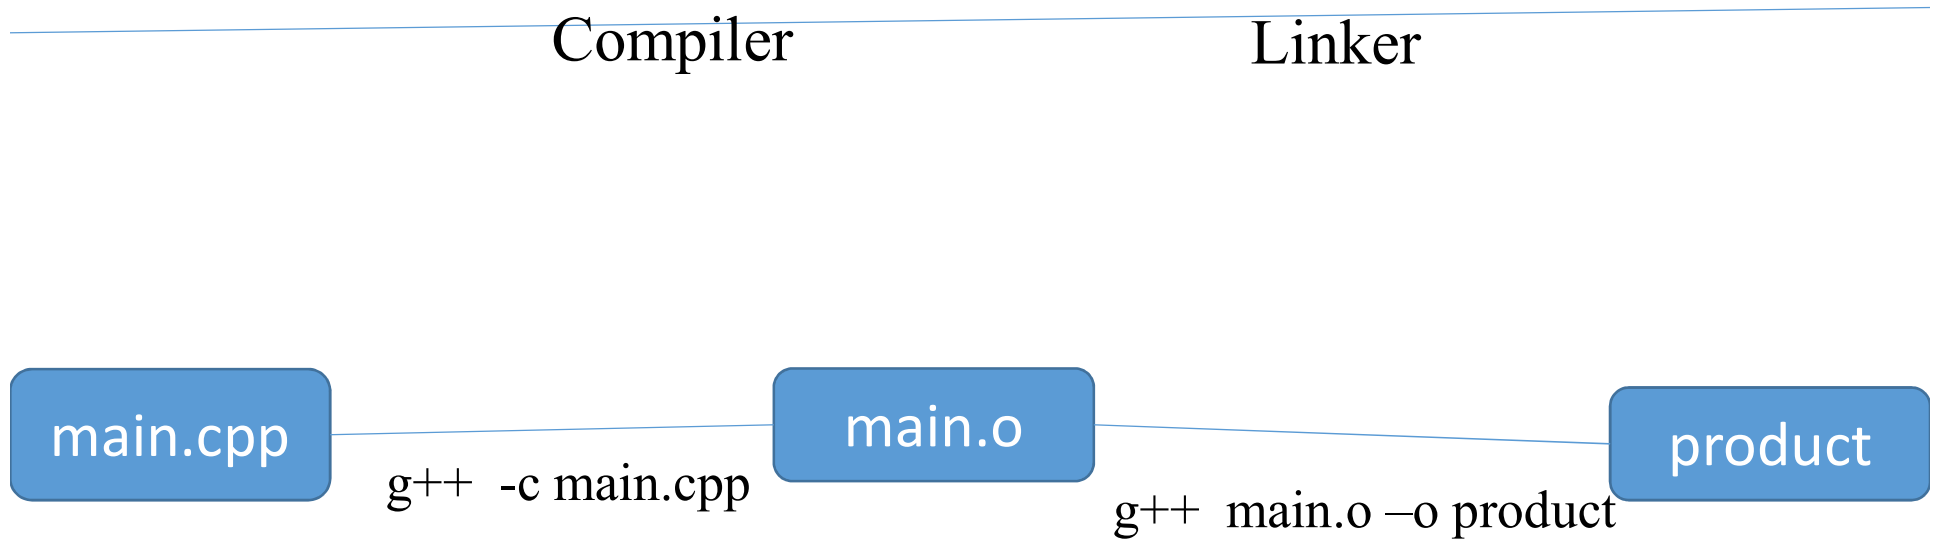 Compiler
Linker
main.cpp
main.o
product
g++  -c main.cpp
g++  main.o –o product